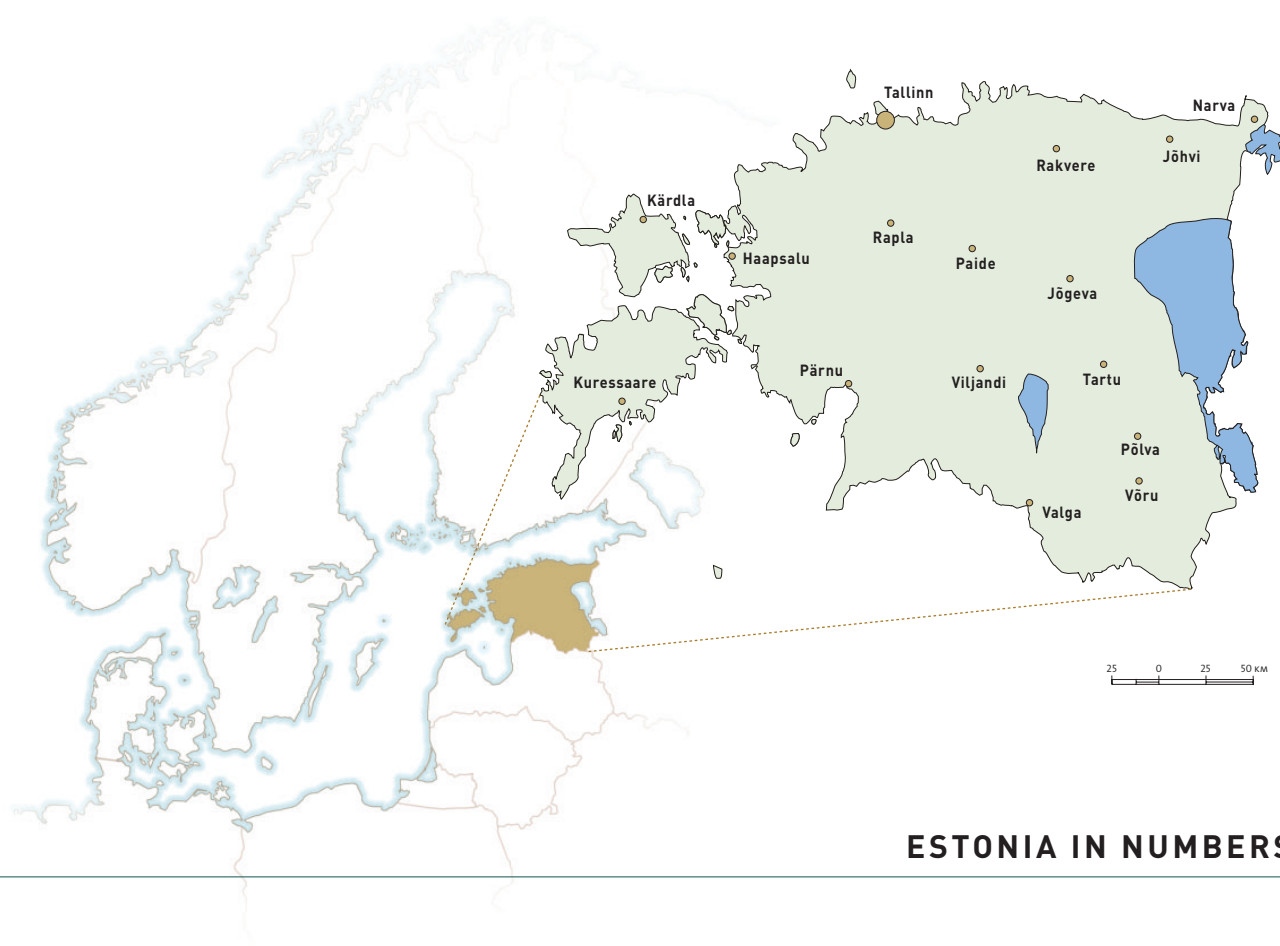 Tallinn
Narva
Rakvere
Jõhvi
Kärdla
Rapla
Haapsalu
Paide
Jõgeva
Pärnu
Viljandi
Tartu
Kuressaare
Põlva
Võru
Valga
25 0 25 50 KM
ESTONIA IN NUMBERS